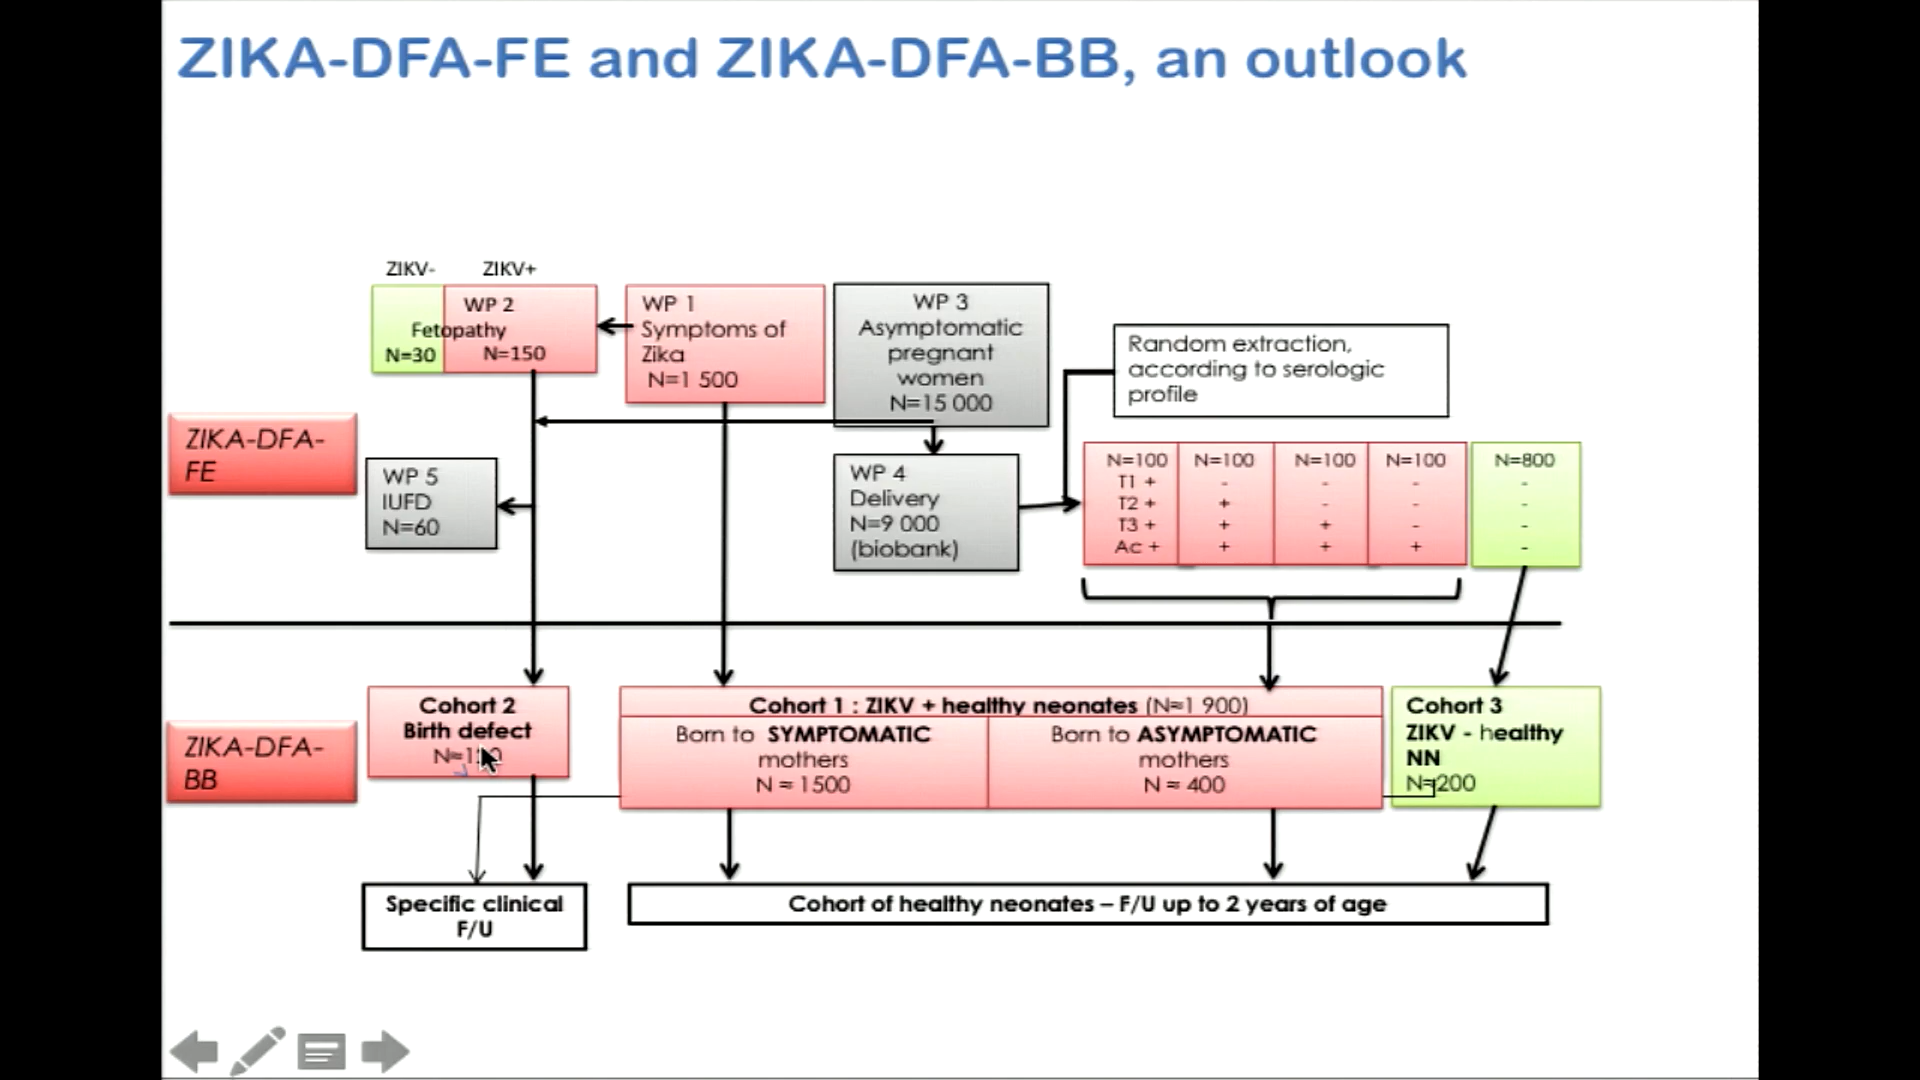 ZIKA-DFA-FE and ZIKA-DFA-BB, an outlook
ZIKV- ZIKV+
WP 2
Fetopathy
N=30 N=150
WP 1
Symptoms of
Zika
N=1 500
WP 3
Asymptomatic
pregnant
women
N=15 000
Random extraction,
according to serologic
profile
ZIKA-DFA-
FE
WP 5
IUFD
N=60
WP 4
Delivery
N=9 000
(biobank)
N=100 N=100 N=100 N=100 N=800
T1 + - - - -
T2 + + - - -
T3 + + + - -
Ac + + + + -
ZIKA-DFA-
BB
Cohort 2
Birth defect
Cohort 1 : ZIKV + healthy neonates (N≈1 900)
Born to SYMPTOMATIC
mothers
N ≈ 1500
Born to ASYMPTOMATIC
mothers
N ≈ 400
Cohort 3
ZIKV - healthy
NN
Specific clinical
F/U
Cohort of healthy neonates – F/U up to 2 years of age